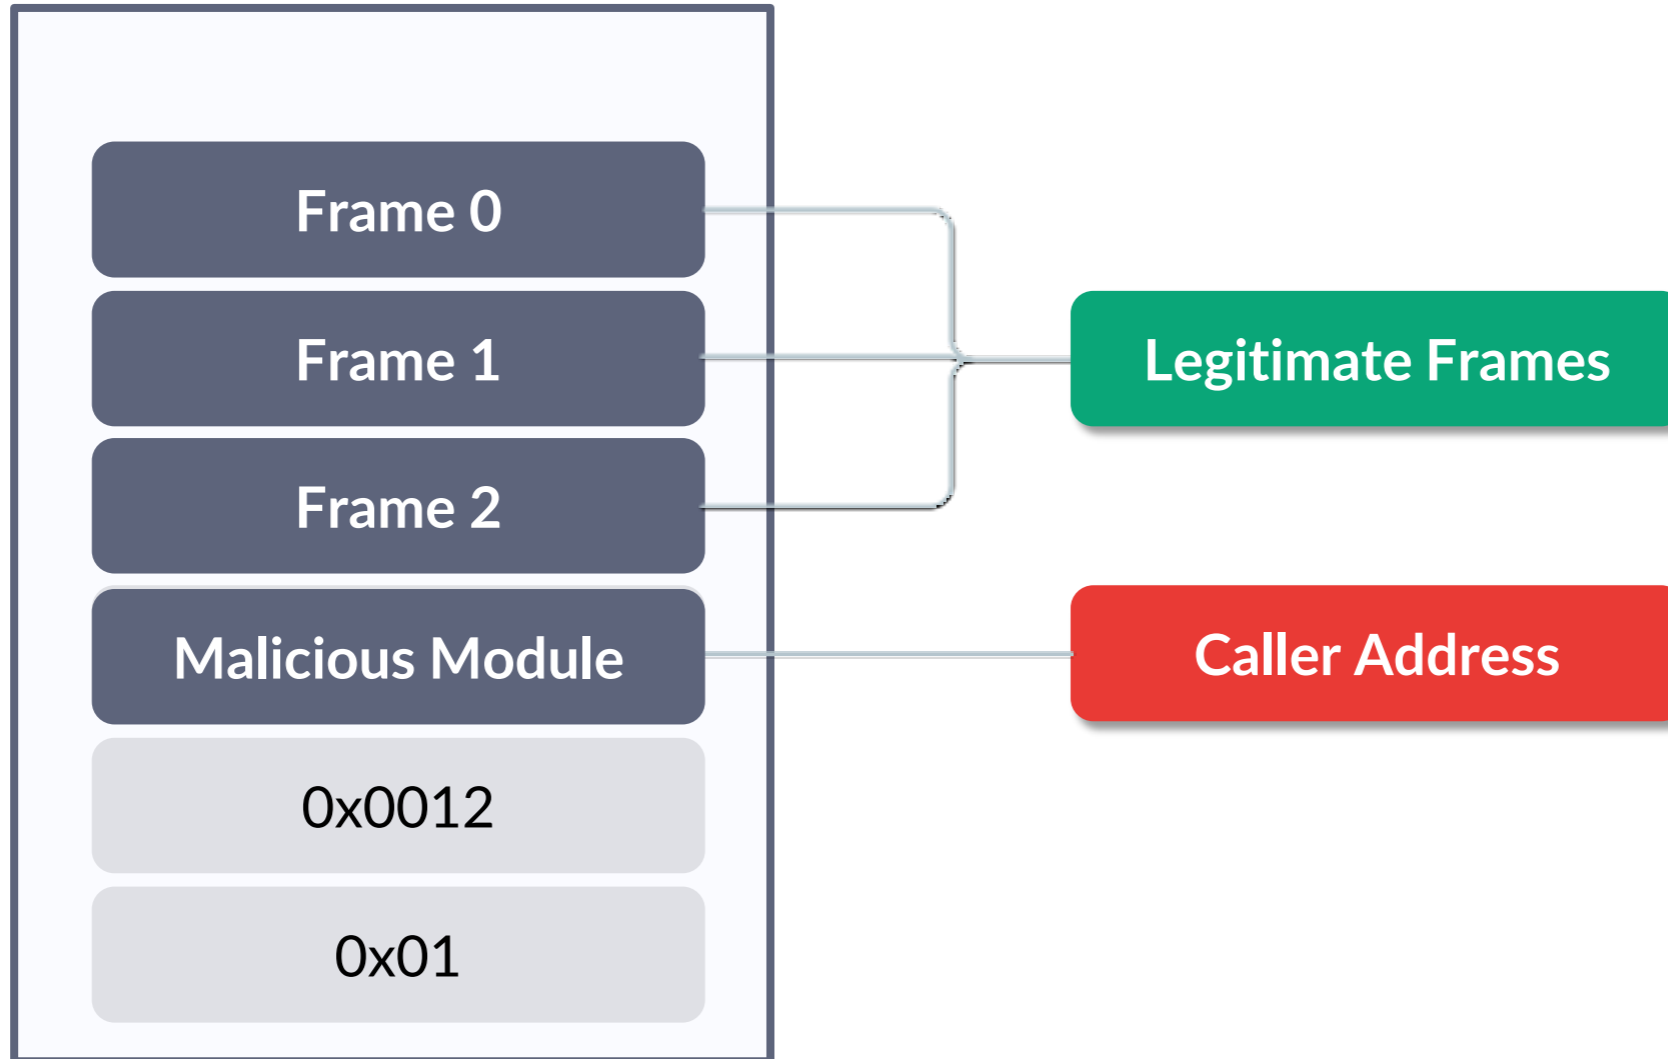 Frame 0
Frame 1
Legitimate Frames
Frame 2
Malicious Module
Caller Address
0x0012
0x01